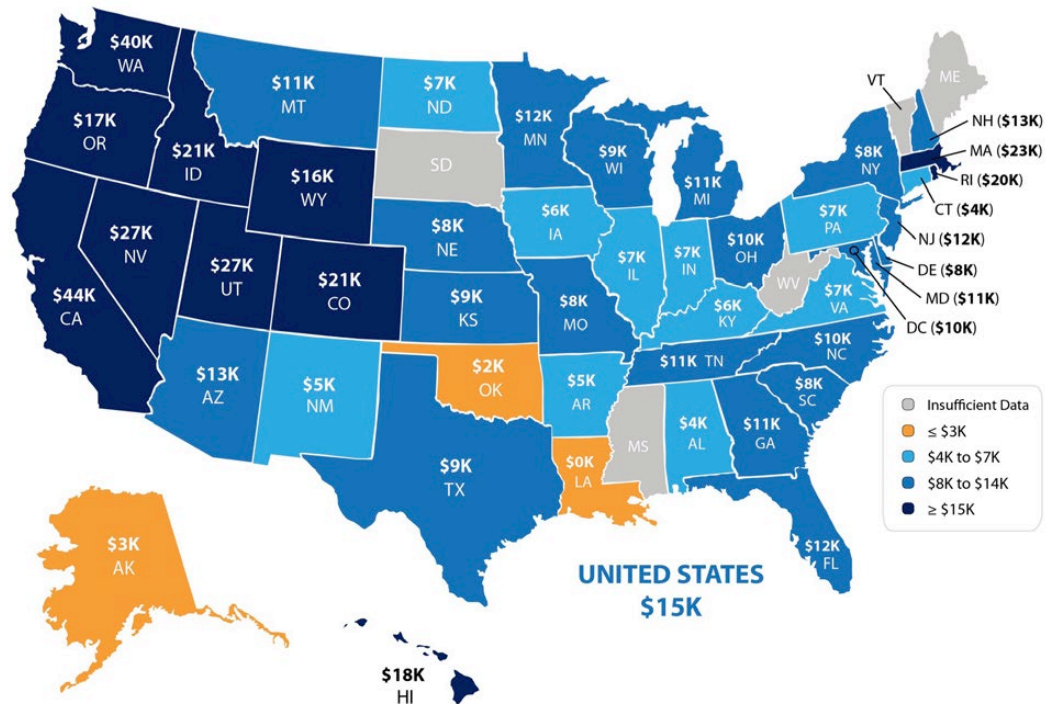 $40K
WA
$17K
OR
$21K
ID
$11K
MT
$7K
ND
SD
$16K
WY
$27K
NV
$27K
UT
$21K
CO
$44K
CA
$13K
AZ
$5K
NM
$8K
NE
$9K
KS
$2K
OK
$9K
TX
$12K
MN
$6K
IA
$8K
MO
$5K
AR
$0K
LA
$9K
WI
$11K
MI
$7K
IL
$7K
IN
$10K
OH
$6K
KY
$11K TN
MS
$4K
AL
$11K
GA
$12K
FL
$8K
SC
$10K
NC
$7K
VA
WV
$7K
PA
$8K
NY
VT
ME
NH ($13K)
MA ($23K)
RI ($20K)
CT ($4K)
NJ ($12K)
DE ($8K)
MD ($11K)
DC ($10K)
Insufficient Data
≤ $3K
$4K to $7K
$8K to $14K
≥ $15K
$3K
AK
$18K
HI
UNITED STATES
$15K